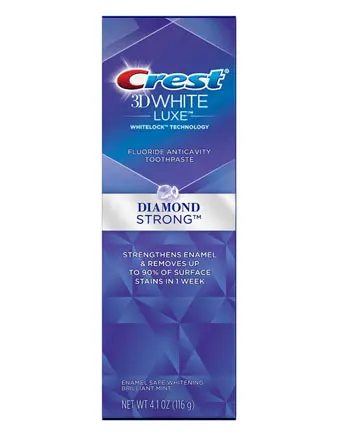 Crest®
3D WHITE
LUXE™
WHITELOCK™ TECHNOLOGY
FLUORIDE ANTICAVITY
TOOTHPASTE
DIAMOND
STRONG™
STRENGTHENS ENAMEL
& REMOVES UP
TO 90% OF SURFACE
STAINS IN 1 WEEK
ENAMEL SAFE WHITENING
BRILLIANT MINT
NET WT 4.1 OZ (116 g)